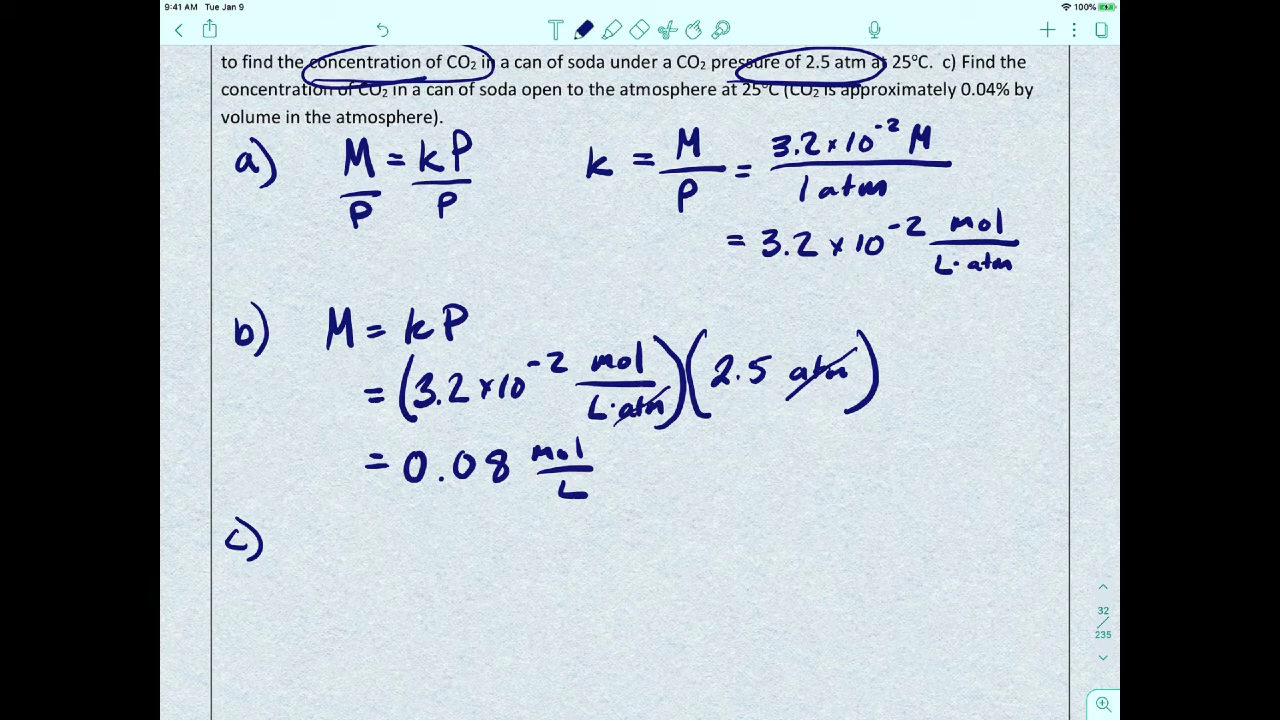 9:41 AM Tue Jan 9
100%
to find the concentration of CO₂ in a can of soda under a CO₂ pressure of 2.5 atm at 25°C. c) Find the
concentration of CO₂ in a can of soda open to the atmosphere at 25°C (CO₂ is approximately 0.04% by
volume in the atmosphere).
a) M/P = kP/P k = M/P = 3.2 × 10⁻² M / 1 atm
= 3.2 × 10⁻² mol / L·atm
b) M = kP
= (3.2 × 10⁻² mol / L·atm)(2.5 atm)
= 0.08 mol / L
c)
32
/
235